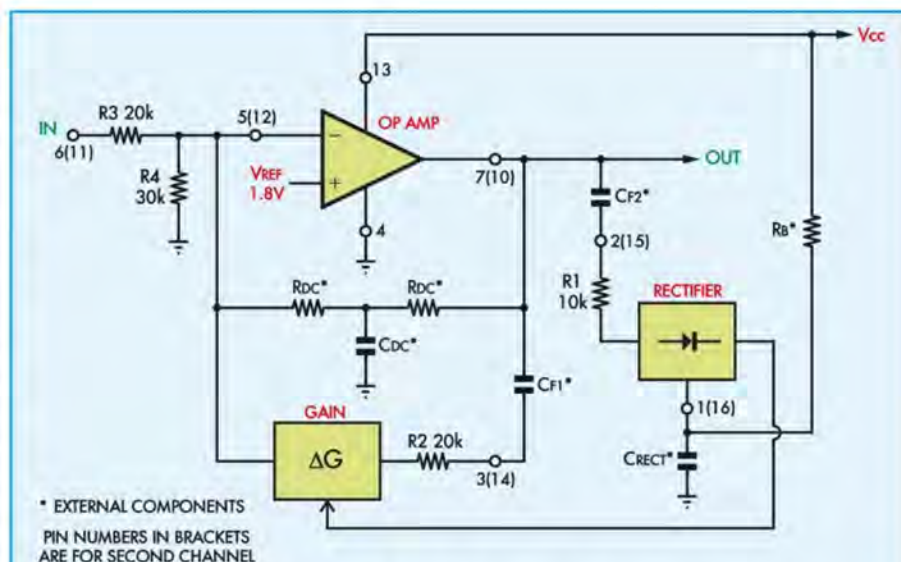 Vcc
13
IN
R3 20k
5(12)
OP AMP
6(11)
−
+
VREF
1.8V
R4
30k
4
7(10)
OUT
CF2*
2(15)
RB*
R1
10k
RECTIFIER
RDC*
RDC*
CDC*
CF1*
1(16)
GAIN
ΔG
R2 20k
3(14)
CRECT*
* EXTERNAL COMPONENTS
PIN NUMBERS IN BRACKETS
ARE FOR SECOND CHANNEL